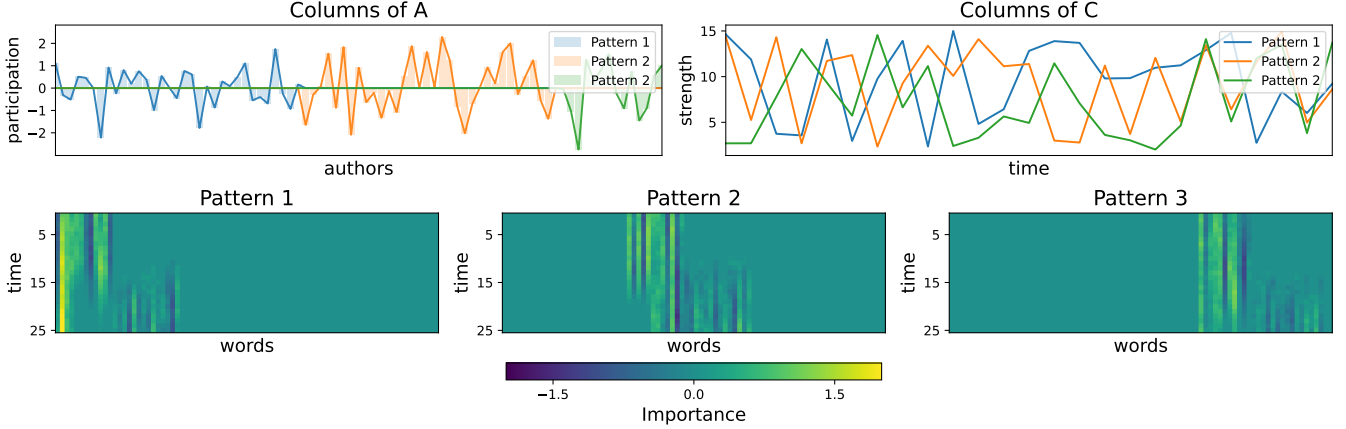 Columns of A
participation
2
1
0
−1
−2
Pattern 1
Pattern 2
Pattern 2
authors
Columns of C
strength
15
10
5
Pattern 1
Pattern 2
Pattern 2
time
Pattern 1
time
5
15
25
words
Pattern 2
time
5
15
25
words
Pattern 3
time
5
15
25
words
−1.5
0.0
1.5
Importance